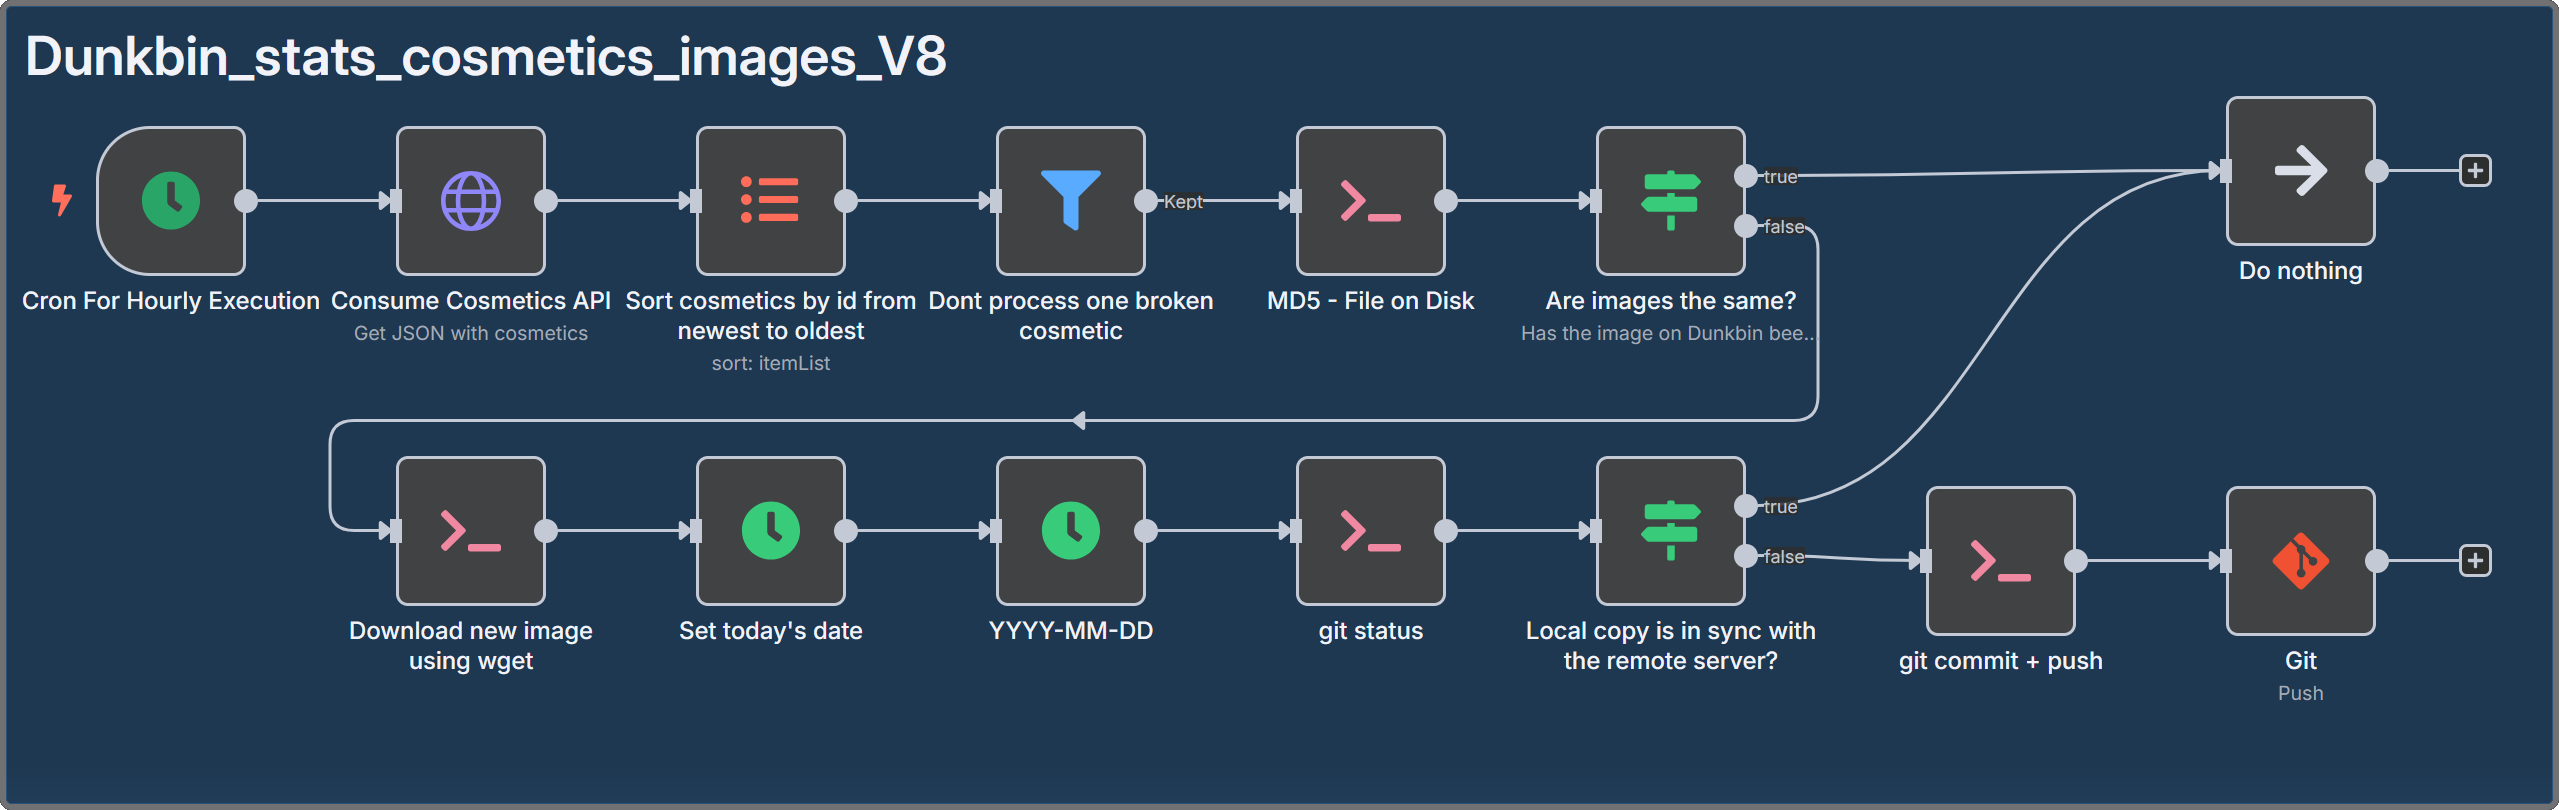 Dunkbin_stats_cosmetics_images_V8
Cron For Hourly Execution
Consume Cosmetics API
Get JSON with cosmetics
Sort cosmetics by id from
newest to oldest
sort: itemList
Dont process one broken
cosmetic
Kept
MD5 - File on Disk
Are images the same?
Has the image on Dunkbin bee..
true
false
Do nothing
Download new image
using wget
Set today's date
YYYY-MM-DD
git status
Local copy is in sync with
the remote server?
true
false
git commit + push
Git
Push